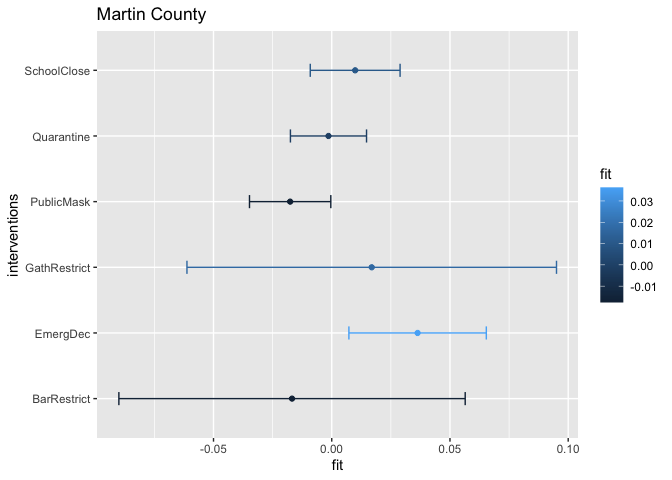 Martin County
SchoolClose
Quarantine
PublicMask
GathRestrict
EmergDec
BarRestrict
interventions
-0.05 0.00 0.05 0.10
fit
fit
0.03
0.02
0.01
0.00
-0.01